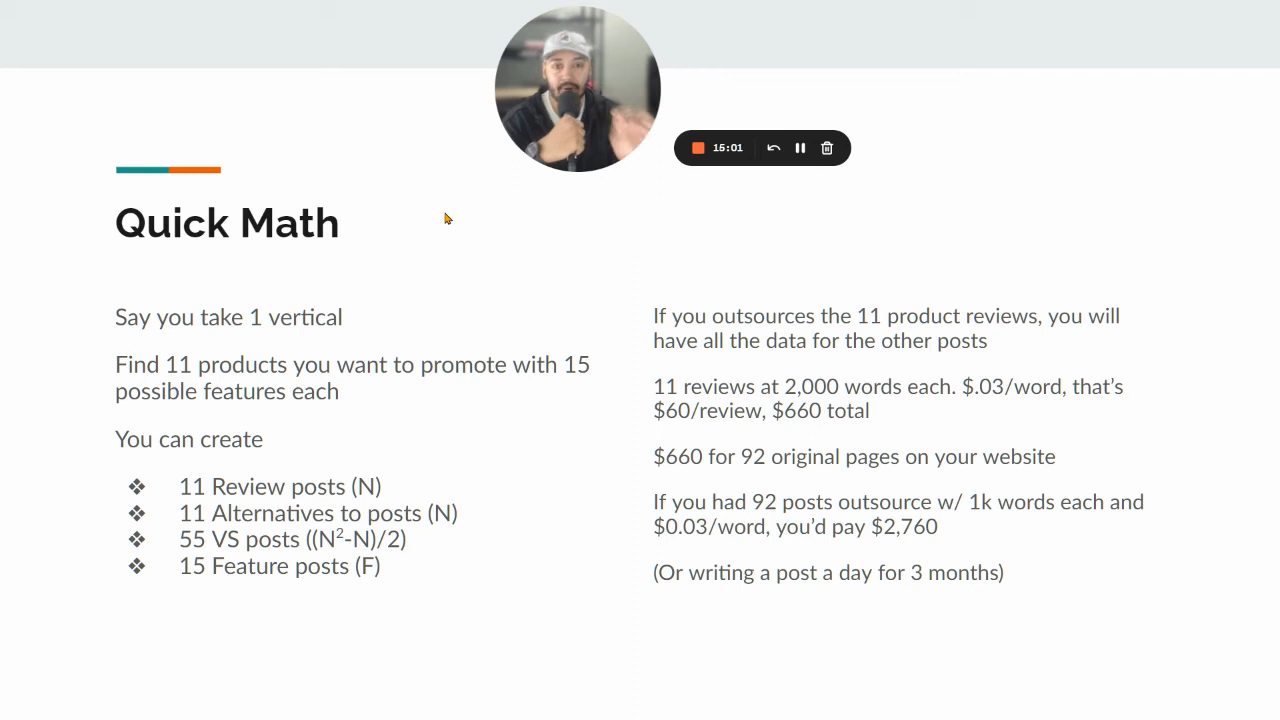 15:01
Quick Math
Say you take 1 vertical
Find 11 products you want to promote with 15
possible features each
You can create
❖ 11 Review posts (N)
❖ 11 Alternatives to posts (N)
❖ 55 VS posts ((N²-N)/2)
❖ 15 Feature posts (F)
If you outsources the 11 product reviews, you will
have all the data for the other posts
11 reviews at 2,000 words each. $.03/word, that’s
$60/review, $660 total
$660 for 92 original pages on your website
If you had 92 posts outsource w/ 1k words each and
$0.03/word, you’d pay $2,760
(Or writing a post a day for 3 months)